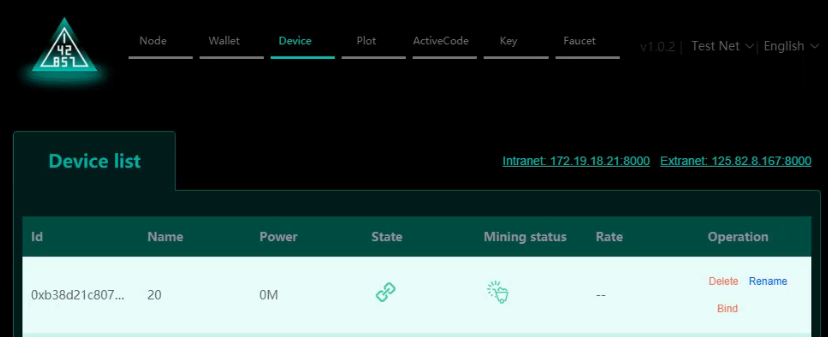 1
42
857
Node Wallet Device Plot ActiveCode Key Faucet v1.0.2 | Test Net | English
Device list
Intranet: 172.19.18.21:8000 Extranet: 125.82.8.167:8000
Id Name Power State Mining status Rate Operation
0xb38d21c807... 20 0M -- Delete Rename
Bind